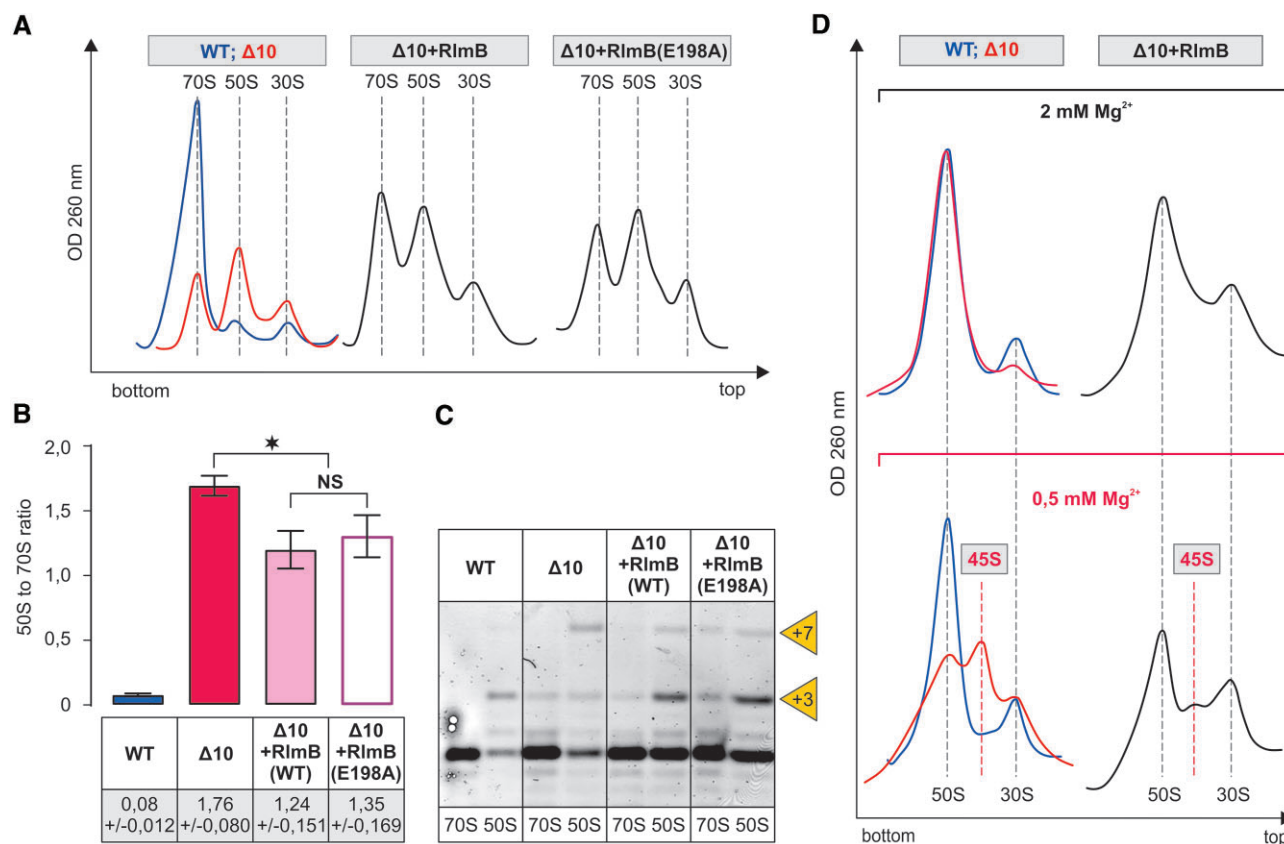 A
WT; Δ10
Δ10+RlmB
Δ10+RlmB(E198A)
70S 50S 30S
70S 50S 30S
70S 50S 30S
OD 260 nm
bottom
top
B
50S to 70S ratio
2,0
1,5
1,0
0,5
0
★
NS
WT
Δ10
Δ10
+RlmB
(WT)
Δ10
+RlmB
(E198A)
0,08
+/-0,012
1,76
+/-0,080
1,24
+/-0,151
1,35
+/-0,169
C
WT
Δ10
Δ10
+RlmB
(WT)
Δ10
+RlmB
(E198A)
+7
+3
70S 50S
70S 50S
70S 50S
70S 50S
D
WT; Δ10
Δ10+RlmB
2 mM Mg²⁺
OD 260 nm
0,5 mM Mg²⁺
45S
45S
50S
30S
50S
30S
bottom
top